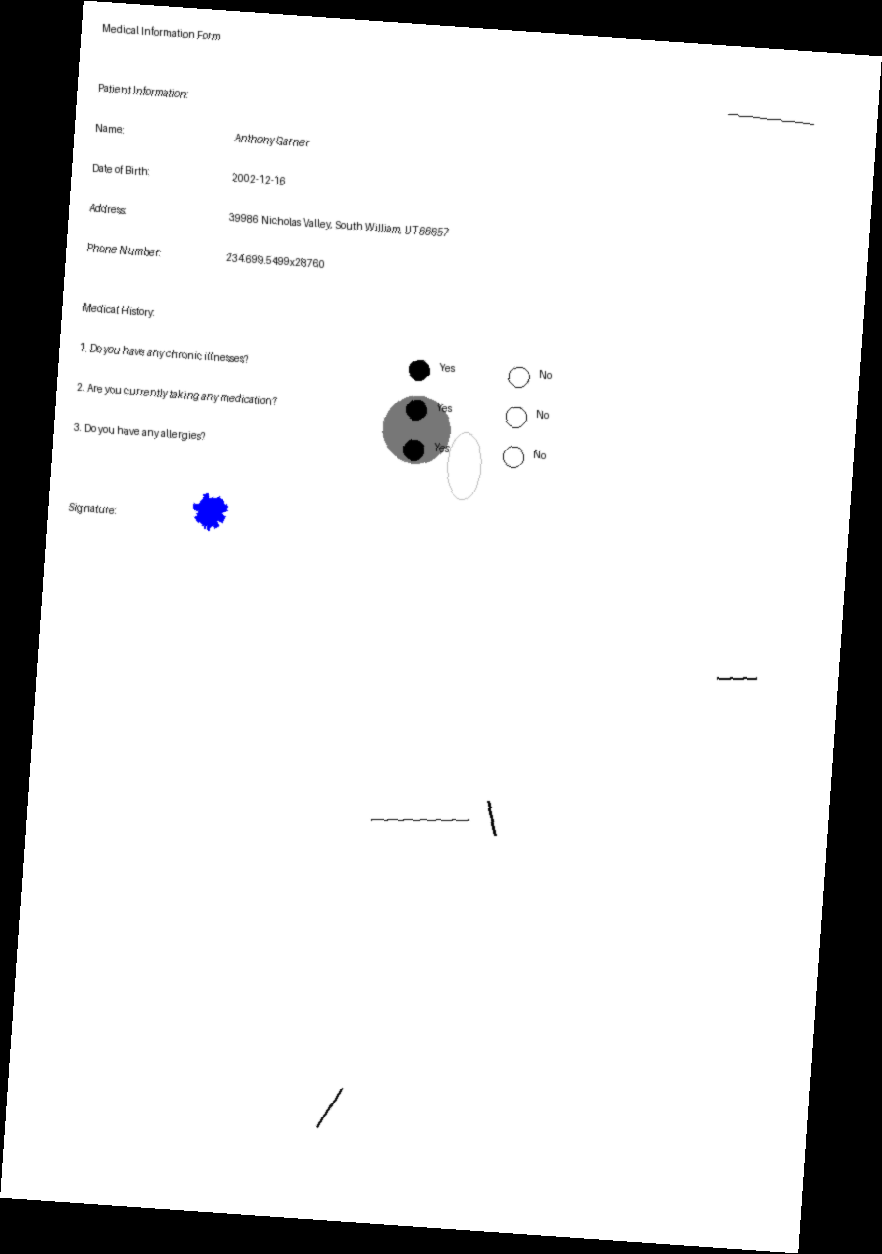 Medical Information Form
Patient Information:
Name: Anthony Garner
Date of Birth: 2002-12-16
Address: 39986 Nicholas Valley, South William, UT 66657
Phone Number: 234.699.5499x28760
Medical History:
1. Do you have any chronic illnesses? Yes No
2. Are you currently taking any medication? Yes No
3. Do you have any allergies? Yes No
Signature: